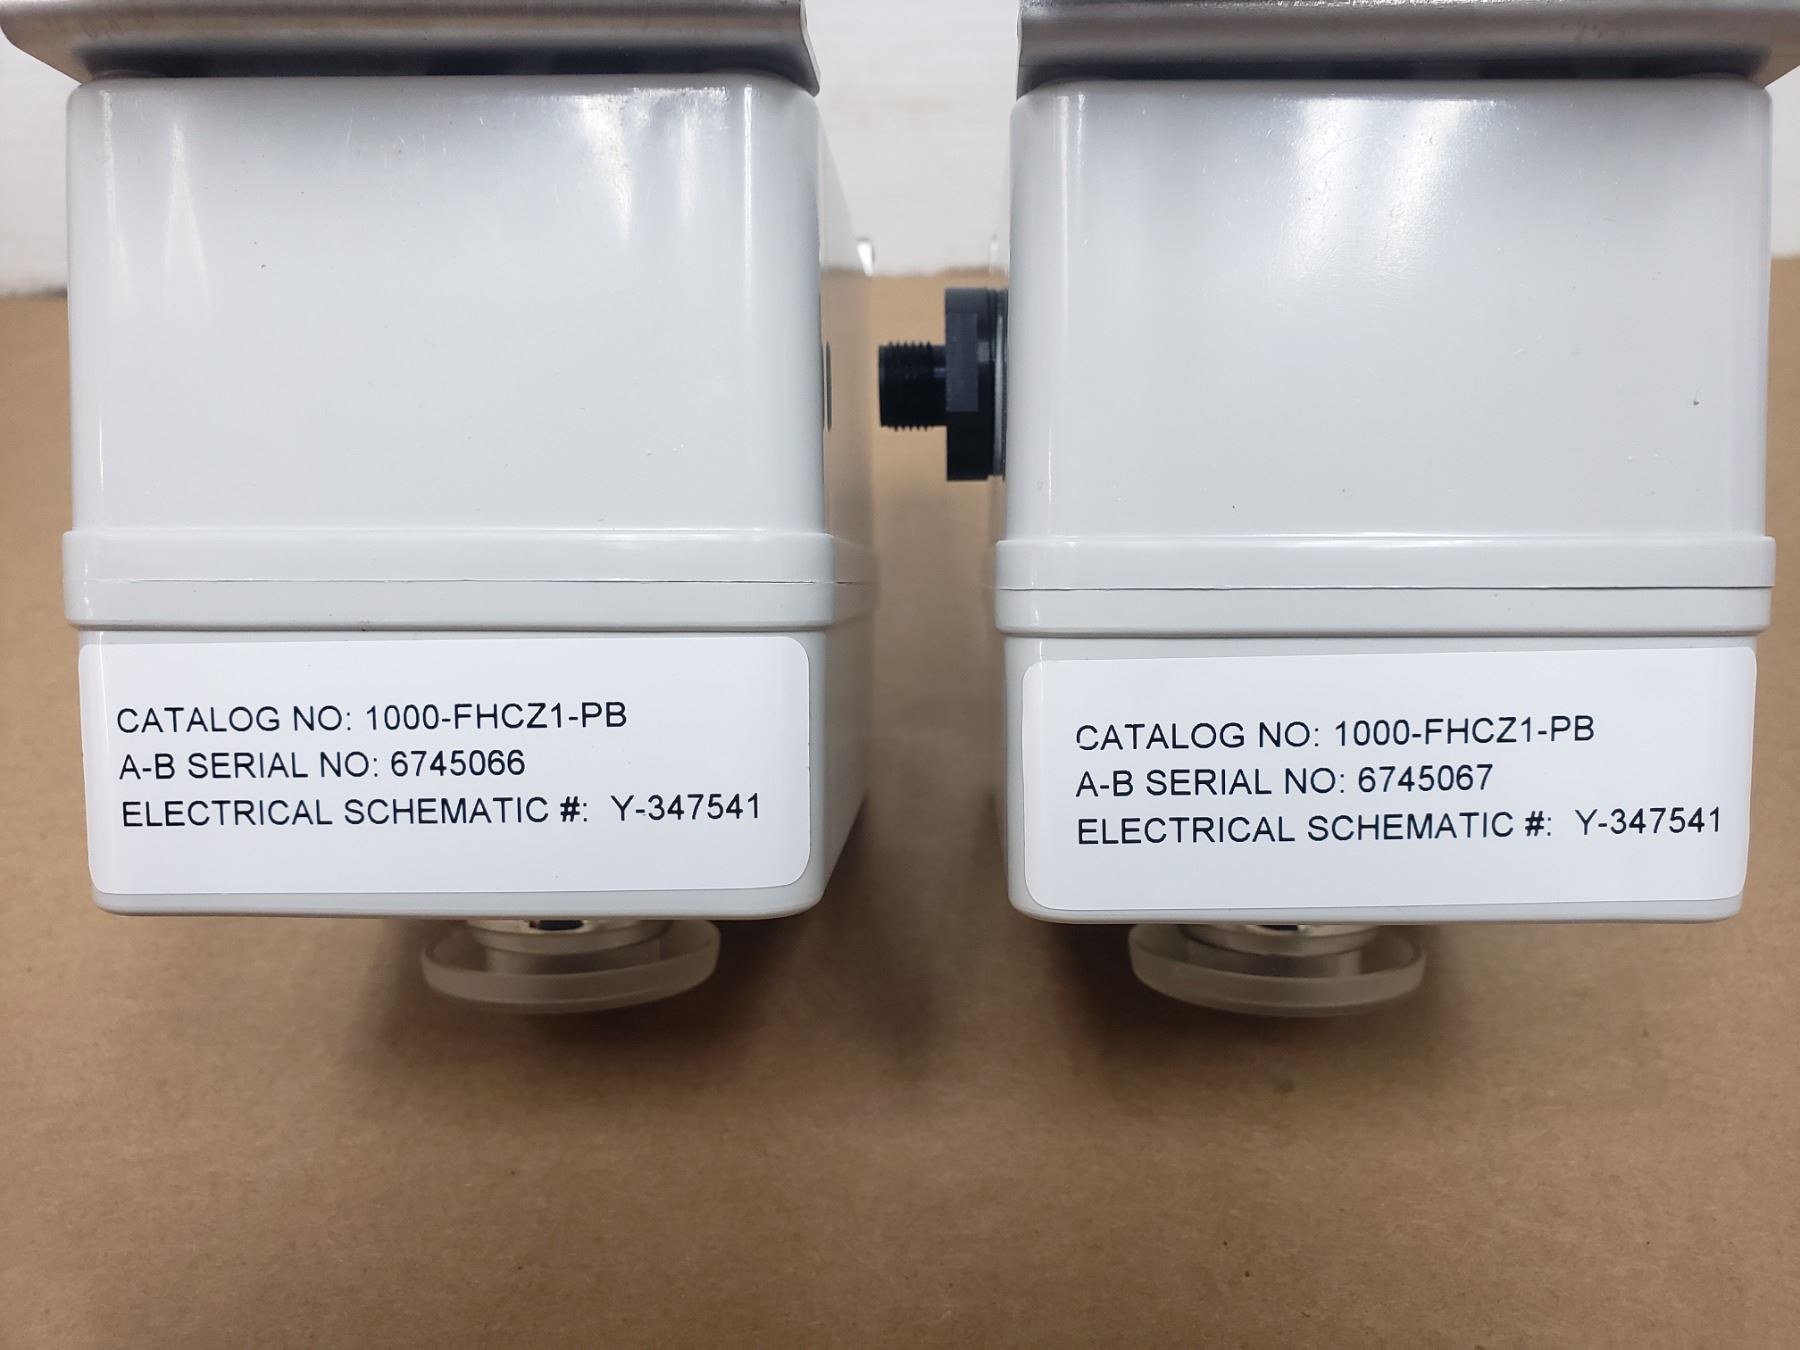 CATALOG NO: 1000-FHCZ1-PB
A-B SERIAL NO: 6745066
ELECTRICAL SCHEMATIC #: Y-347541
CATALOG NO: 1000-FHCZ1-PB
A-B SERIAL NO: 6745067
ELECTRICAL SCHEMATIC #: Y-347541